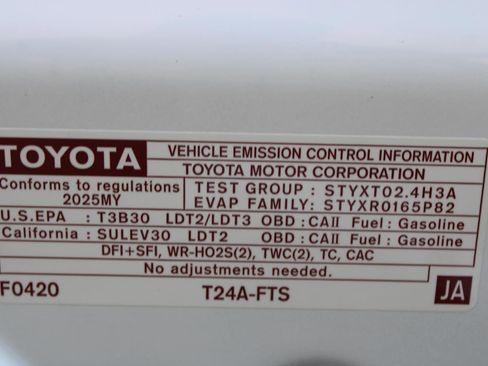 TOYOTA VEHICLE EMISSION CONTROL INFORMATION
TOYOTA MOTOR CORPORATION
Conforms to regulations
2025MY
TEST GROUP : STYXT02.4H3A
EVAP FAMILY: STYXR0165P82
U.S.EPA : T3B30 LDT2/LDT3 OBD : CAII Fuel : Gasoline
California : SULEV30 LDT2 OBD : CAII Fuel : Gasoline
DFI+SFI, WR-HO2S(2), TWC(2), TC, CAC
No adjustments needed.
F0420 T24A-FTS JA